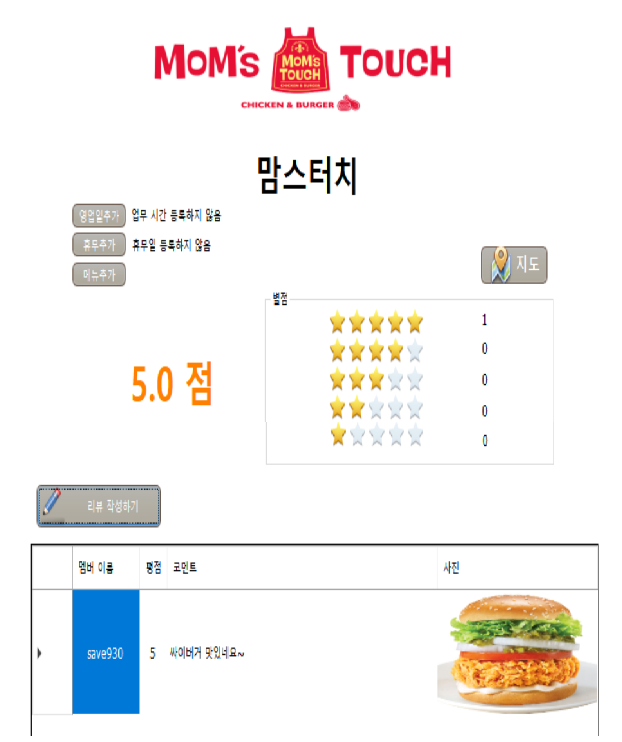 MOM'S MOM'S TOUCH TOUCH
CHICKEN & BURGER
맘스터치
영업일추가 업무 시간 등록하지 않음
휴무추가 휴무일 등록하지 않음
메뉴추가
지도
별점
1
0
0
0
0
5.0 점
리뷰 작성하기
멤버 이름 평점 코멘트 사진
save930 5 싸이버거 맛있네요~